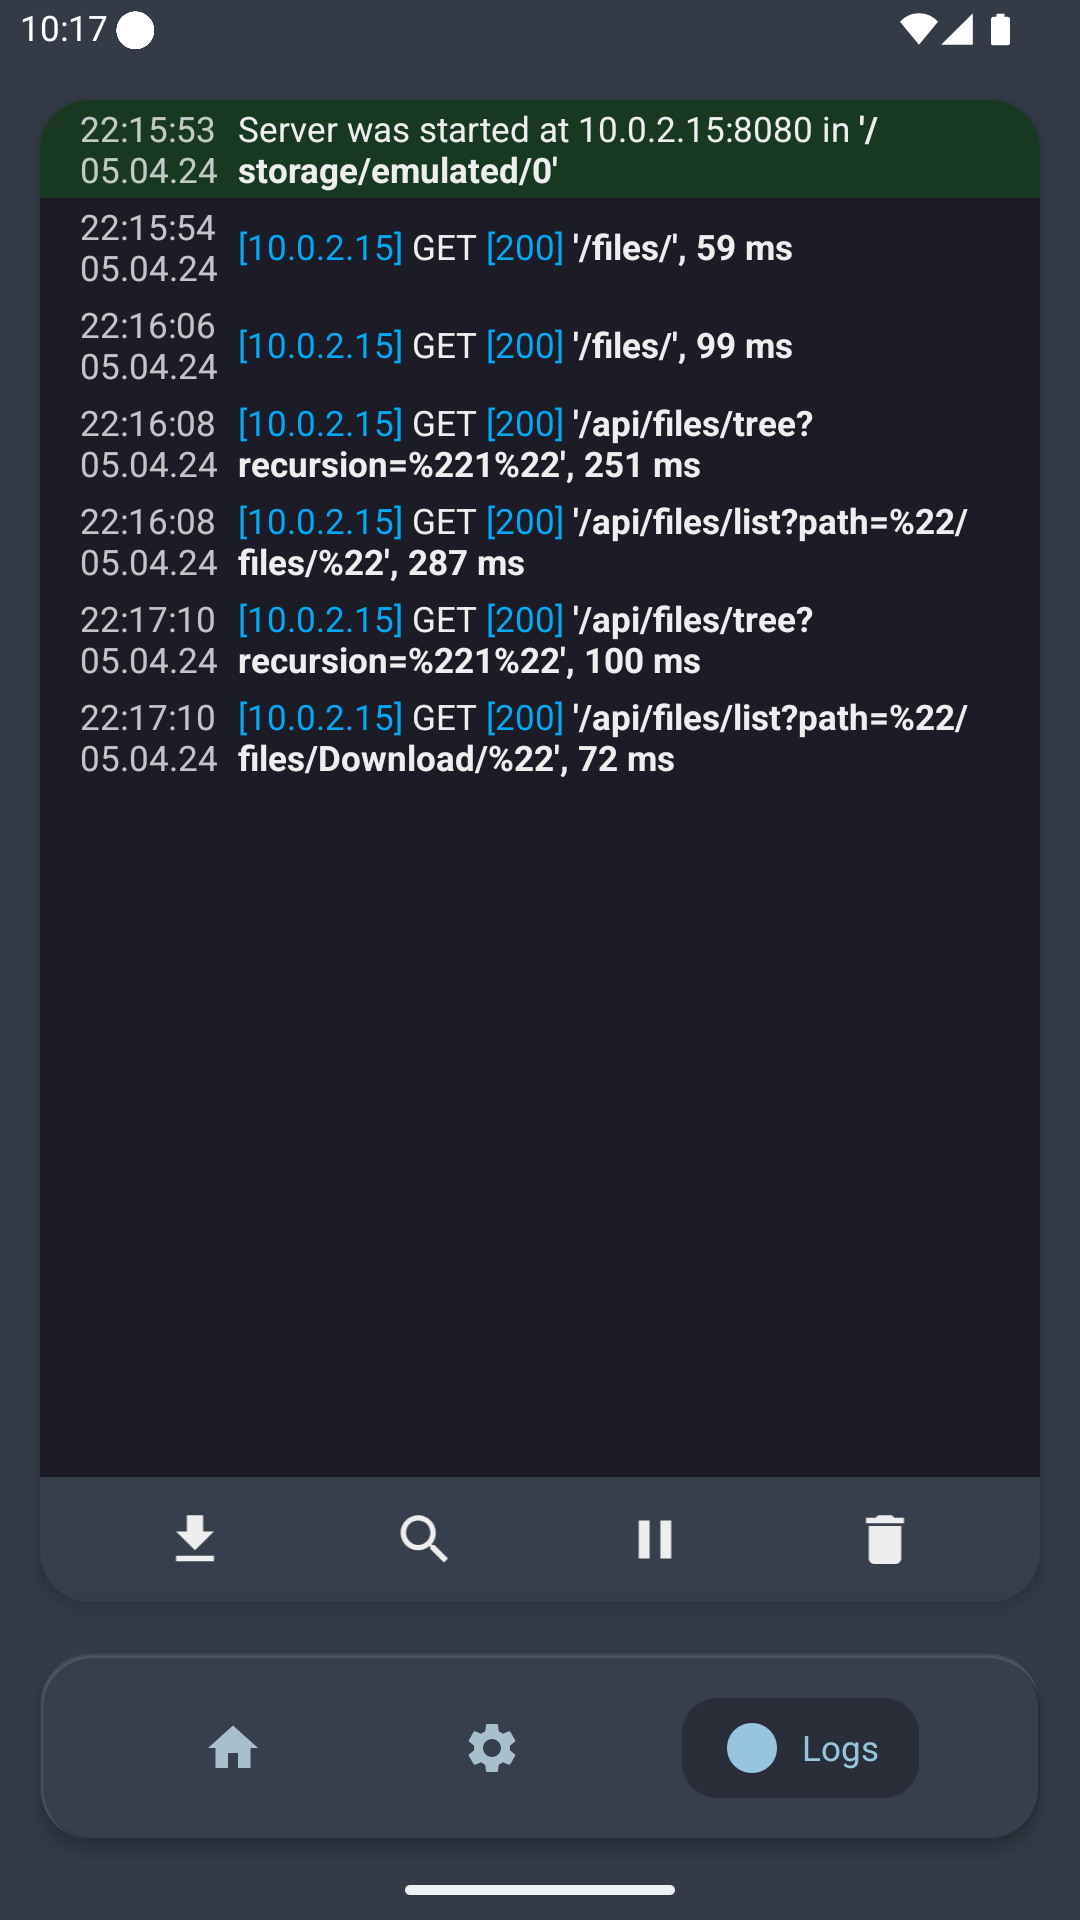 10:17
22:15:53 Server was started at 10.0.2.15:8080 in '/
05.04.24 storage/emulated/0'
22:15:54
05.04.24
[10.0.2.15] GET [200] '/files/', 59 ms
22:16:06
05.04.24
[10.0.2.15] GET [200] '/files/', 99 ms
22:16:08 [10.0.2.15] GET [200] '/api/files/tree?
05.04.24 recursion=%221%22', 251 ms
22:16:08 [10.0.2.15] GET [200] '/api/files/list?path=%22/
05.04.24 files/%22', 287 ms
22:17:10 [10.0.2.15] GET [200] '/api/files/tree?
05.04.24 recursion=%221%22', 100 ms
22:17:10 [10.0.2.15] GET [200] '/api/files/list?path=%22/
05.04.24 files/Download/%22', 72 ms
Logs